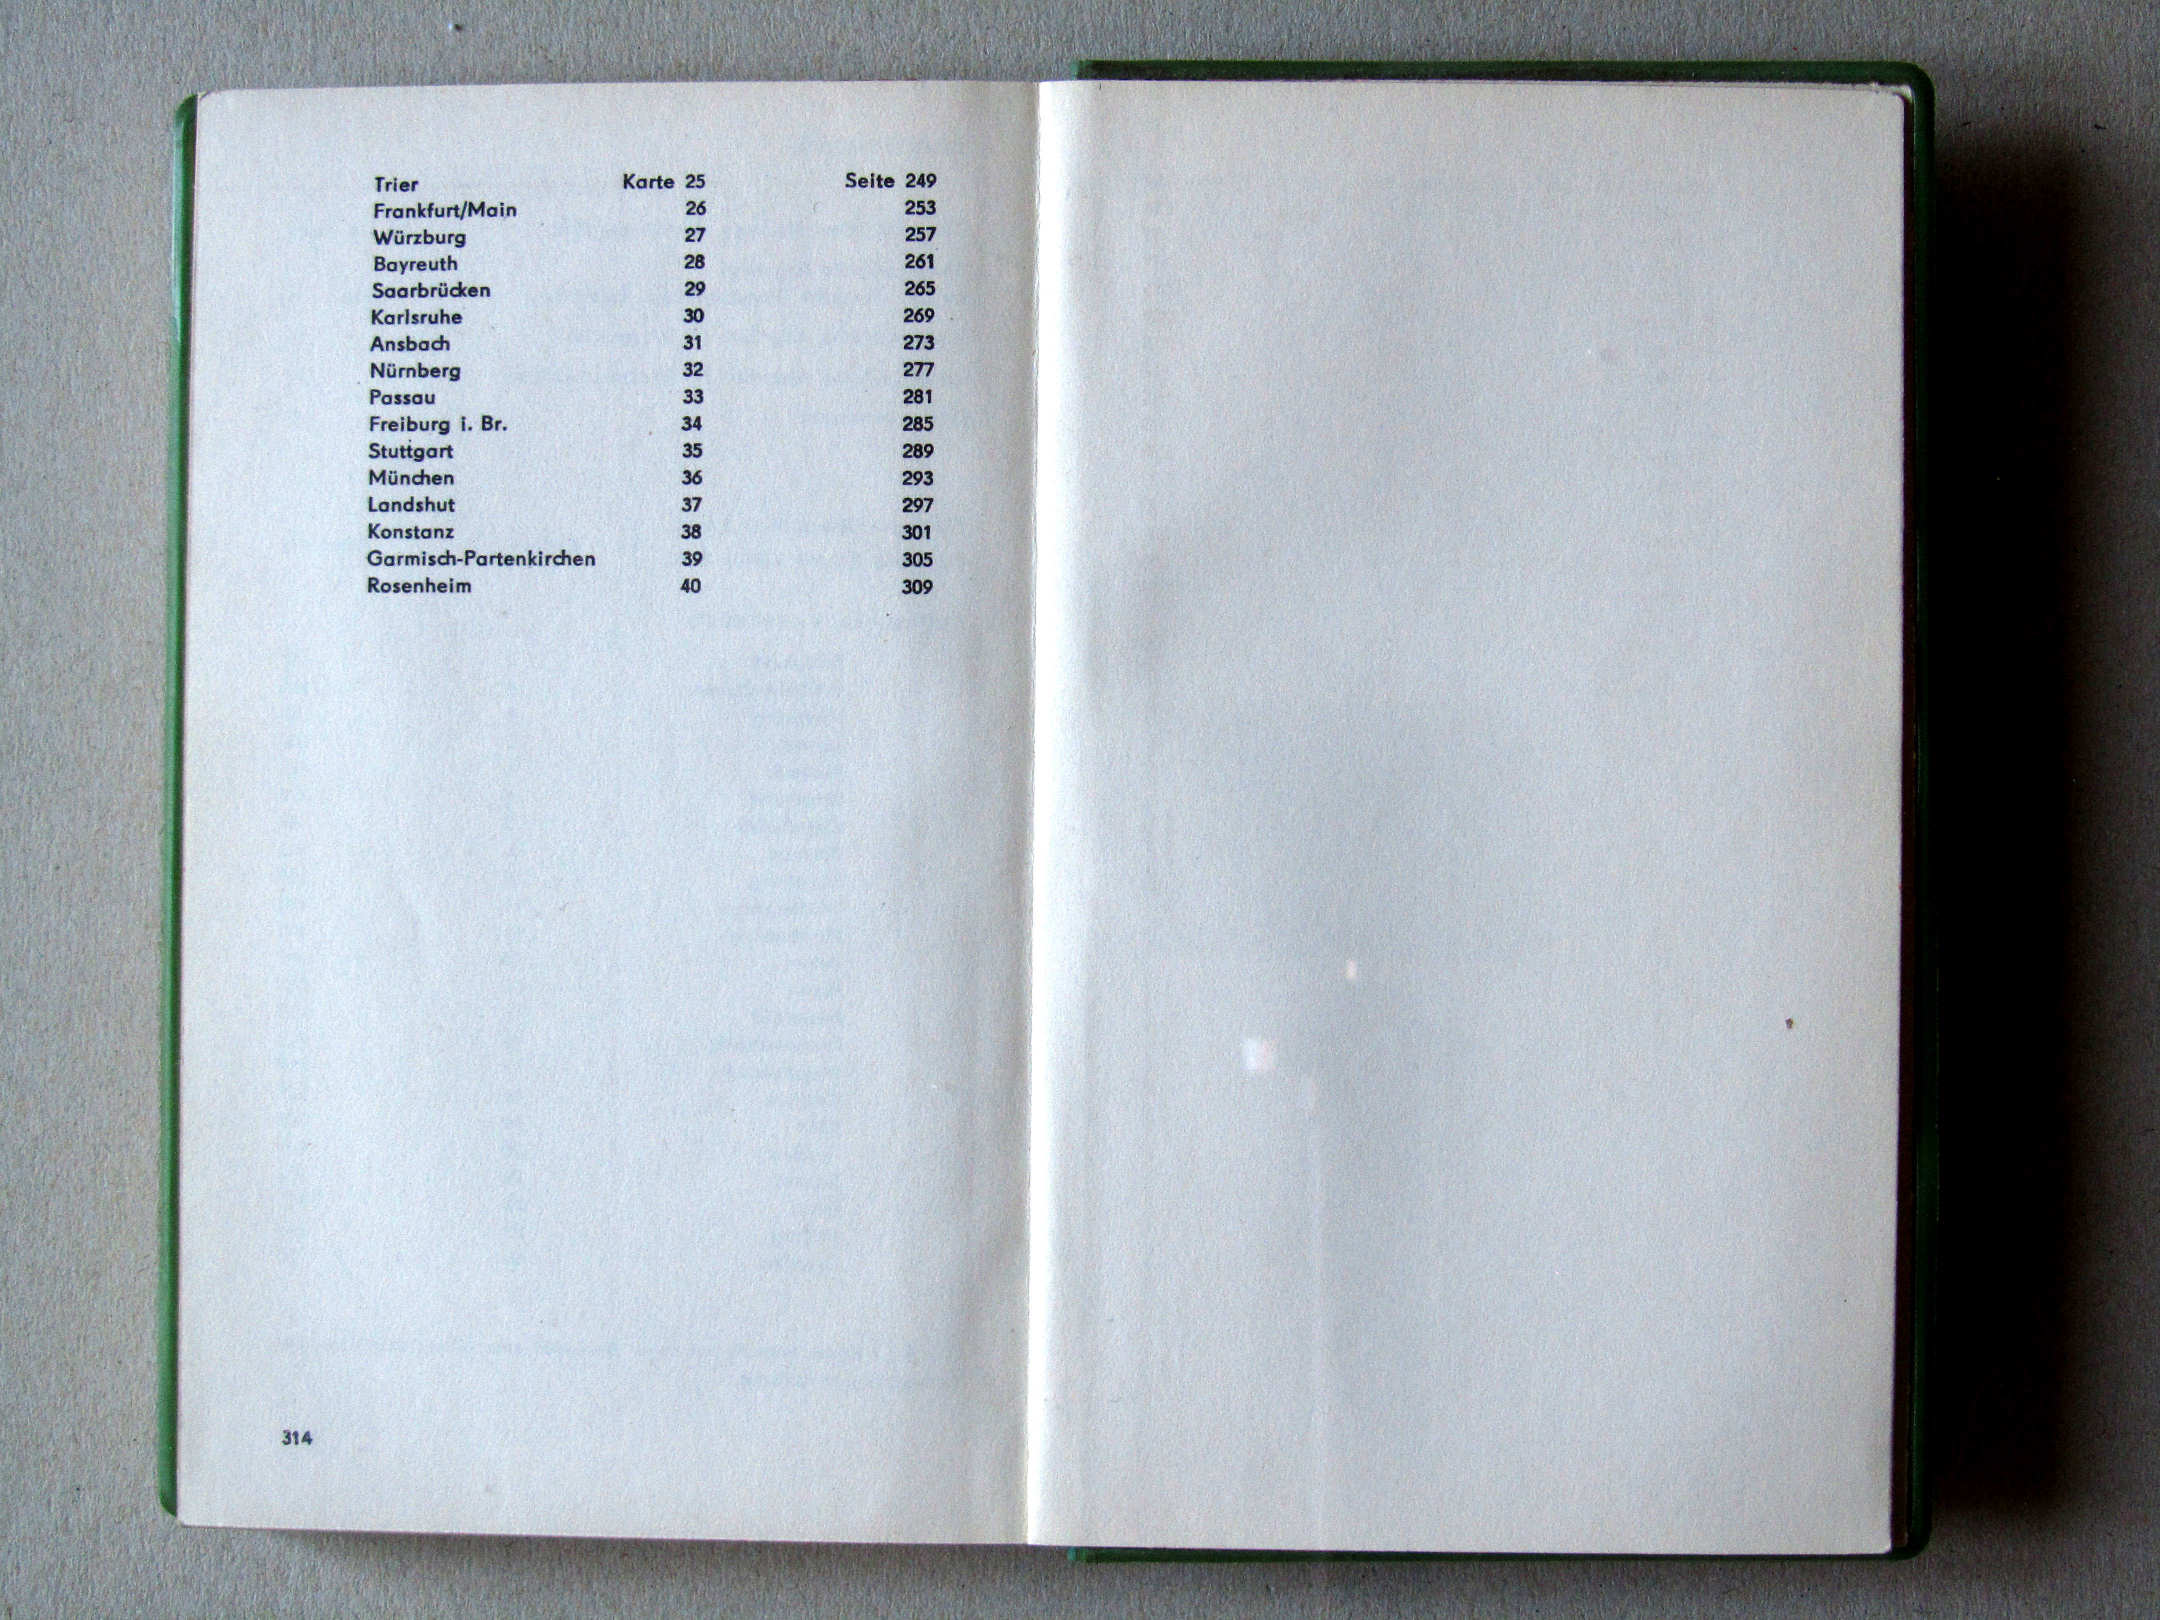 Trier Karte 25 Seite 249
Frankfurt/Main 26 253
Würzburg 27 257
Bayreuth 28 261
Saarbrücken 29 265
Karlsruhe 30 269
Ansbach 31 273
Nürnberg 32 277
Passau 33 281
Freiburg i. Br. 34 285
Stuttgart 35 289
München 36 293
Landshut 37 297
Konstanz 38 301
Garmisch-Partenkirchen 39 305
Rosenheim 40 309
314